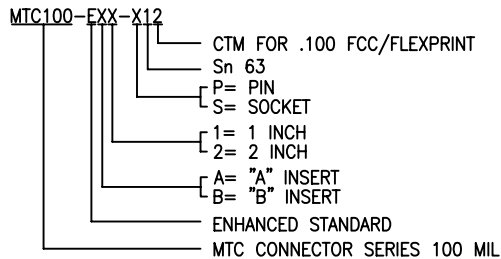 MTC100-EXX-X12
CTM FOR .100 FCC/FLEXPRINT
Sn 63
P= PIN
S= SOCKET
1= 1 INCH
2= 2 INCH
A= "A" INSERT
B= "B" INSERT
ENHANCED STANDARD
MTC CONNECTOR SERIES 100 MIL